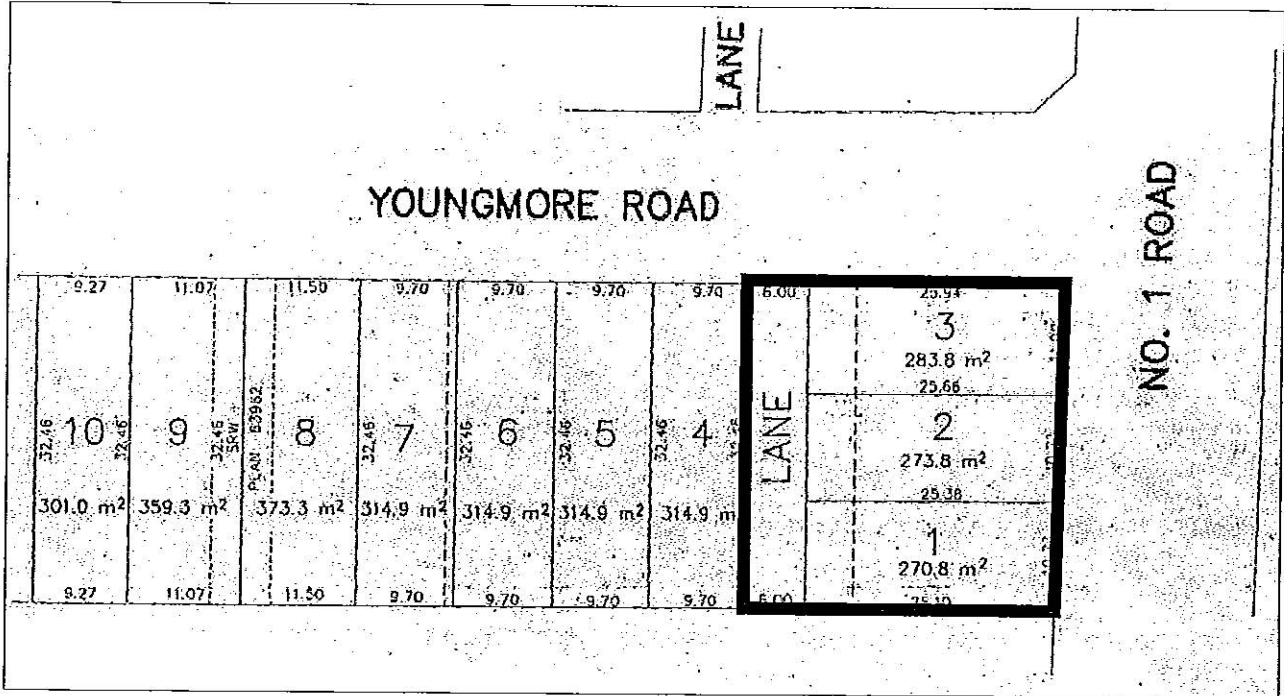 LANE
YOUNGMORE ROAD
NO. 1 ROAD
9.27
11.07
11.50
9.70
9.70
9.70
9.70
6.00
25.94
3
283.8 m²
25.66
32.46
10
32.46
9
32.46
SRW
PLAN
8
32.46
7
32.46
6
32.46
5
32.46
4
LANE
2
273.8 m²
25.38
301.0 m²
359.3 m²
373.3 m²
314.9 m²
314.9 m²
314.9 m²
314.9 m
1
270.8 m²
9.27
11.07
11.50
9.70
9.70
9.70
9.70
6.00
25.10